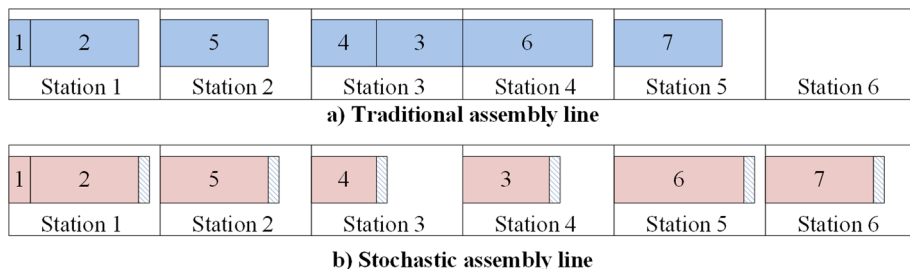 1 2 5 4 3 6 7
Station 1 Station 2 Station 3 Station 4 Station 5 Station 6
a) Traditional assembly line
1 2 5 4 3 6 7
Station 1 Station 2 Station 3 Station 4 Station 5 Station 6
b) Stochastic assembly line